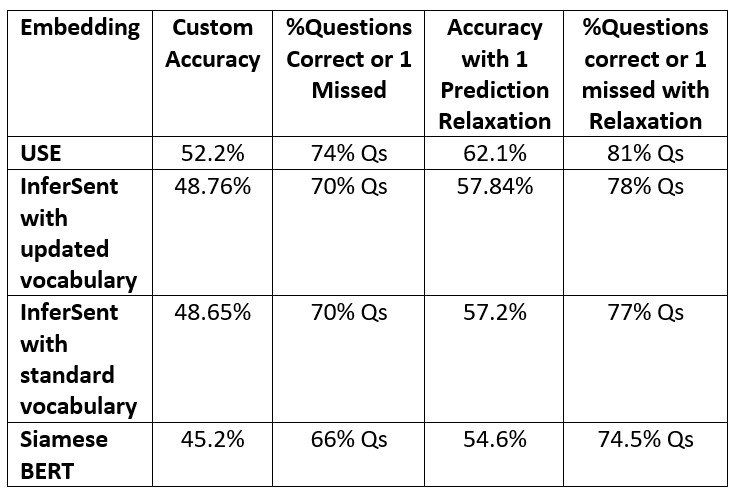 Embedding Custom Accuracy %Questions Correct or 1 Missed Accuracy with 1 Prediction Relaxation %Questions correct or 1 missed with Relaxation
USE 52.2% 74% Qs 62.1% 81% Qs
InferSent with updated vocabulary 48.76% 70% Qs 57.84% 78% Qs
InferSent with standard vocabulary 48.65% 70% Qs 57.2% 77% Qs
Siamese BERT 45.2% 66% Qs 54.6% 74.5% Qs